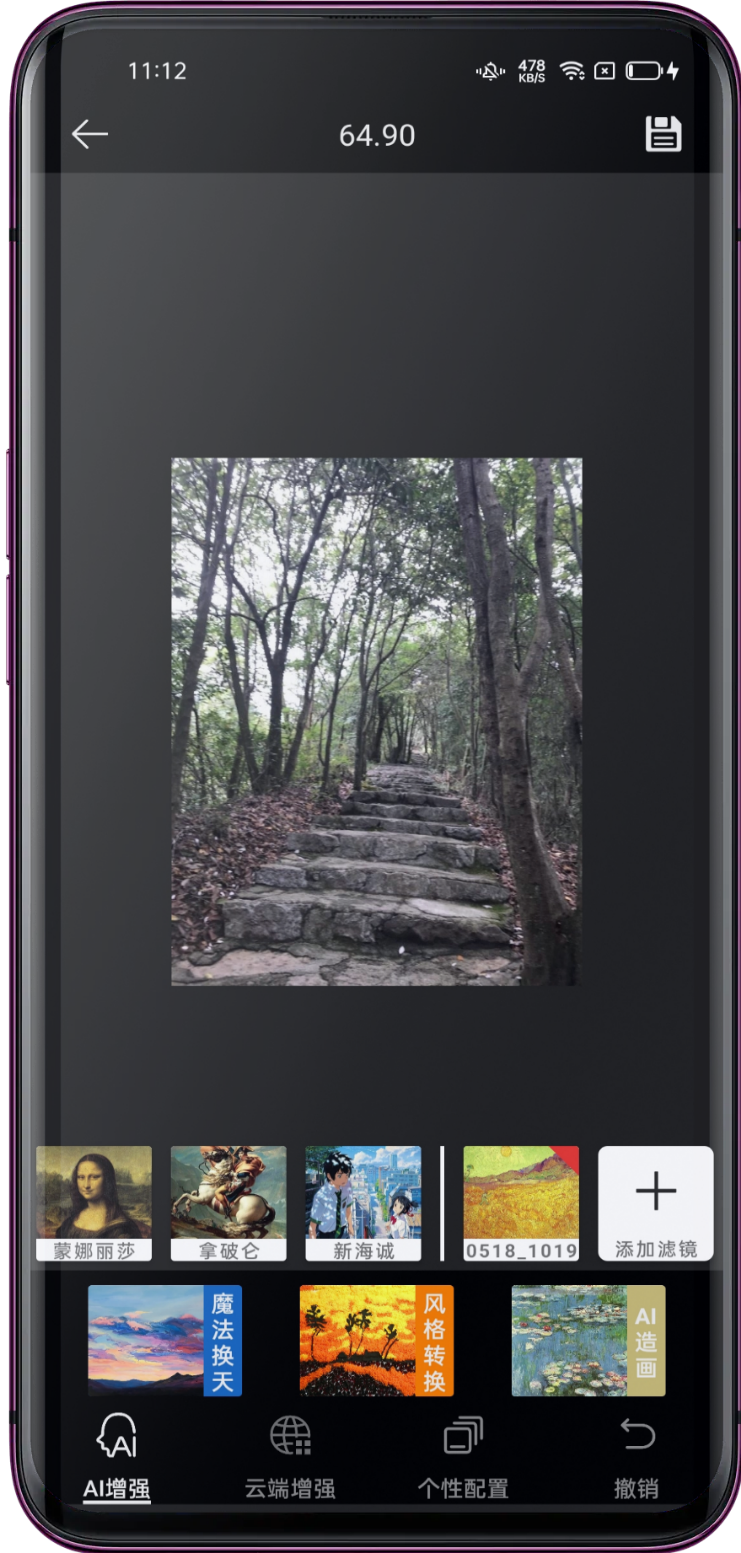 11:12
478
KB/S
64.90
蒙娜丽莎
拿破仑
新海诚
0518_1019
添加滤镜
魔法换天
风格转换
AI造画
AI
AI增强
云端增强
个性配置
撤销